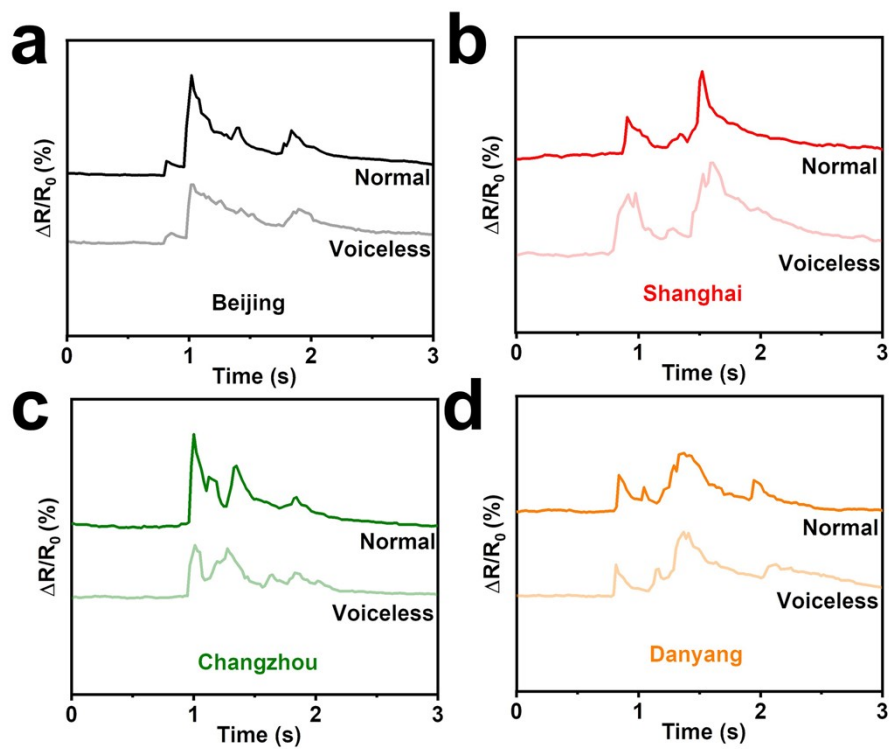 a
ΔR/R₀ (%)
Normal
Voiceless
Beijing
0 1 2 3
Time (s)
b
ΔR/R₀ (%)
Normal
Voiceless
Shanghai
0 1 2 3
Time (s)
c
ΔR/R₀ (%)
Normal
Voiceless
Changzhou
0 1 2 3
Time (s)
d
ΔR/R₀ (%)
Normal
Voiceless
Danyang
0 1 2 3
Time (s)